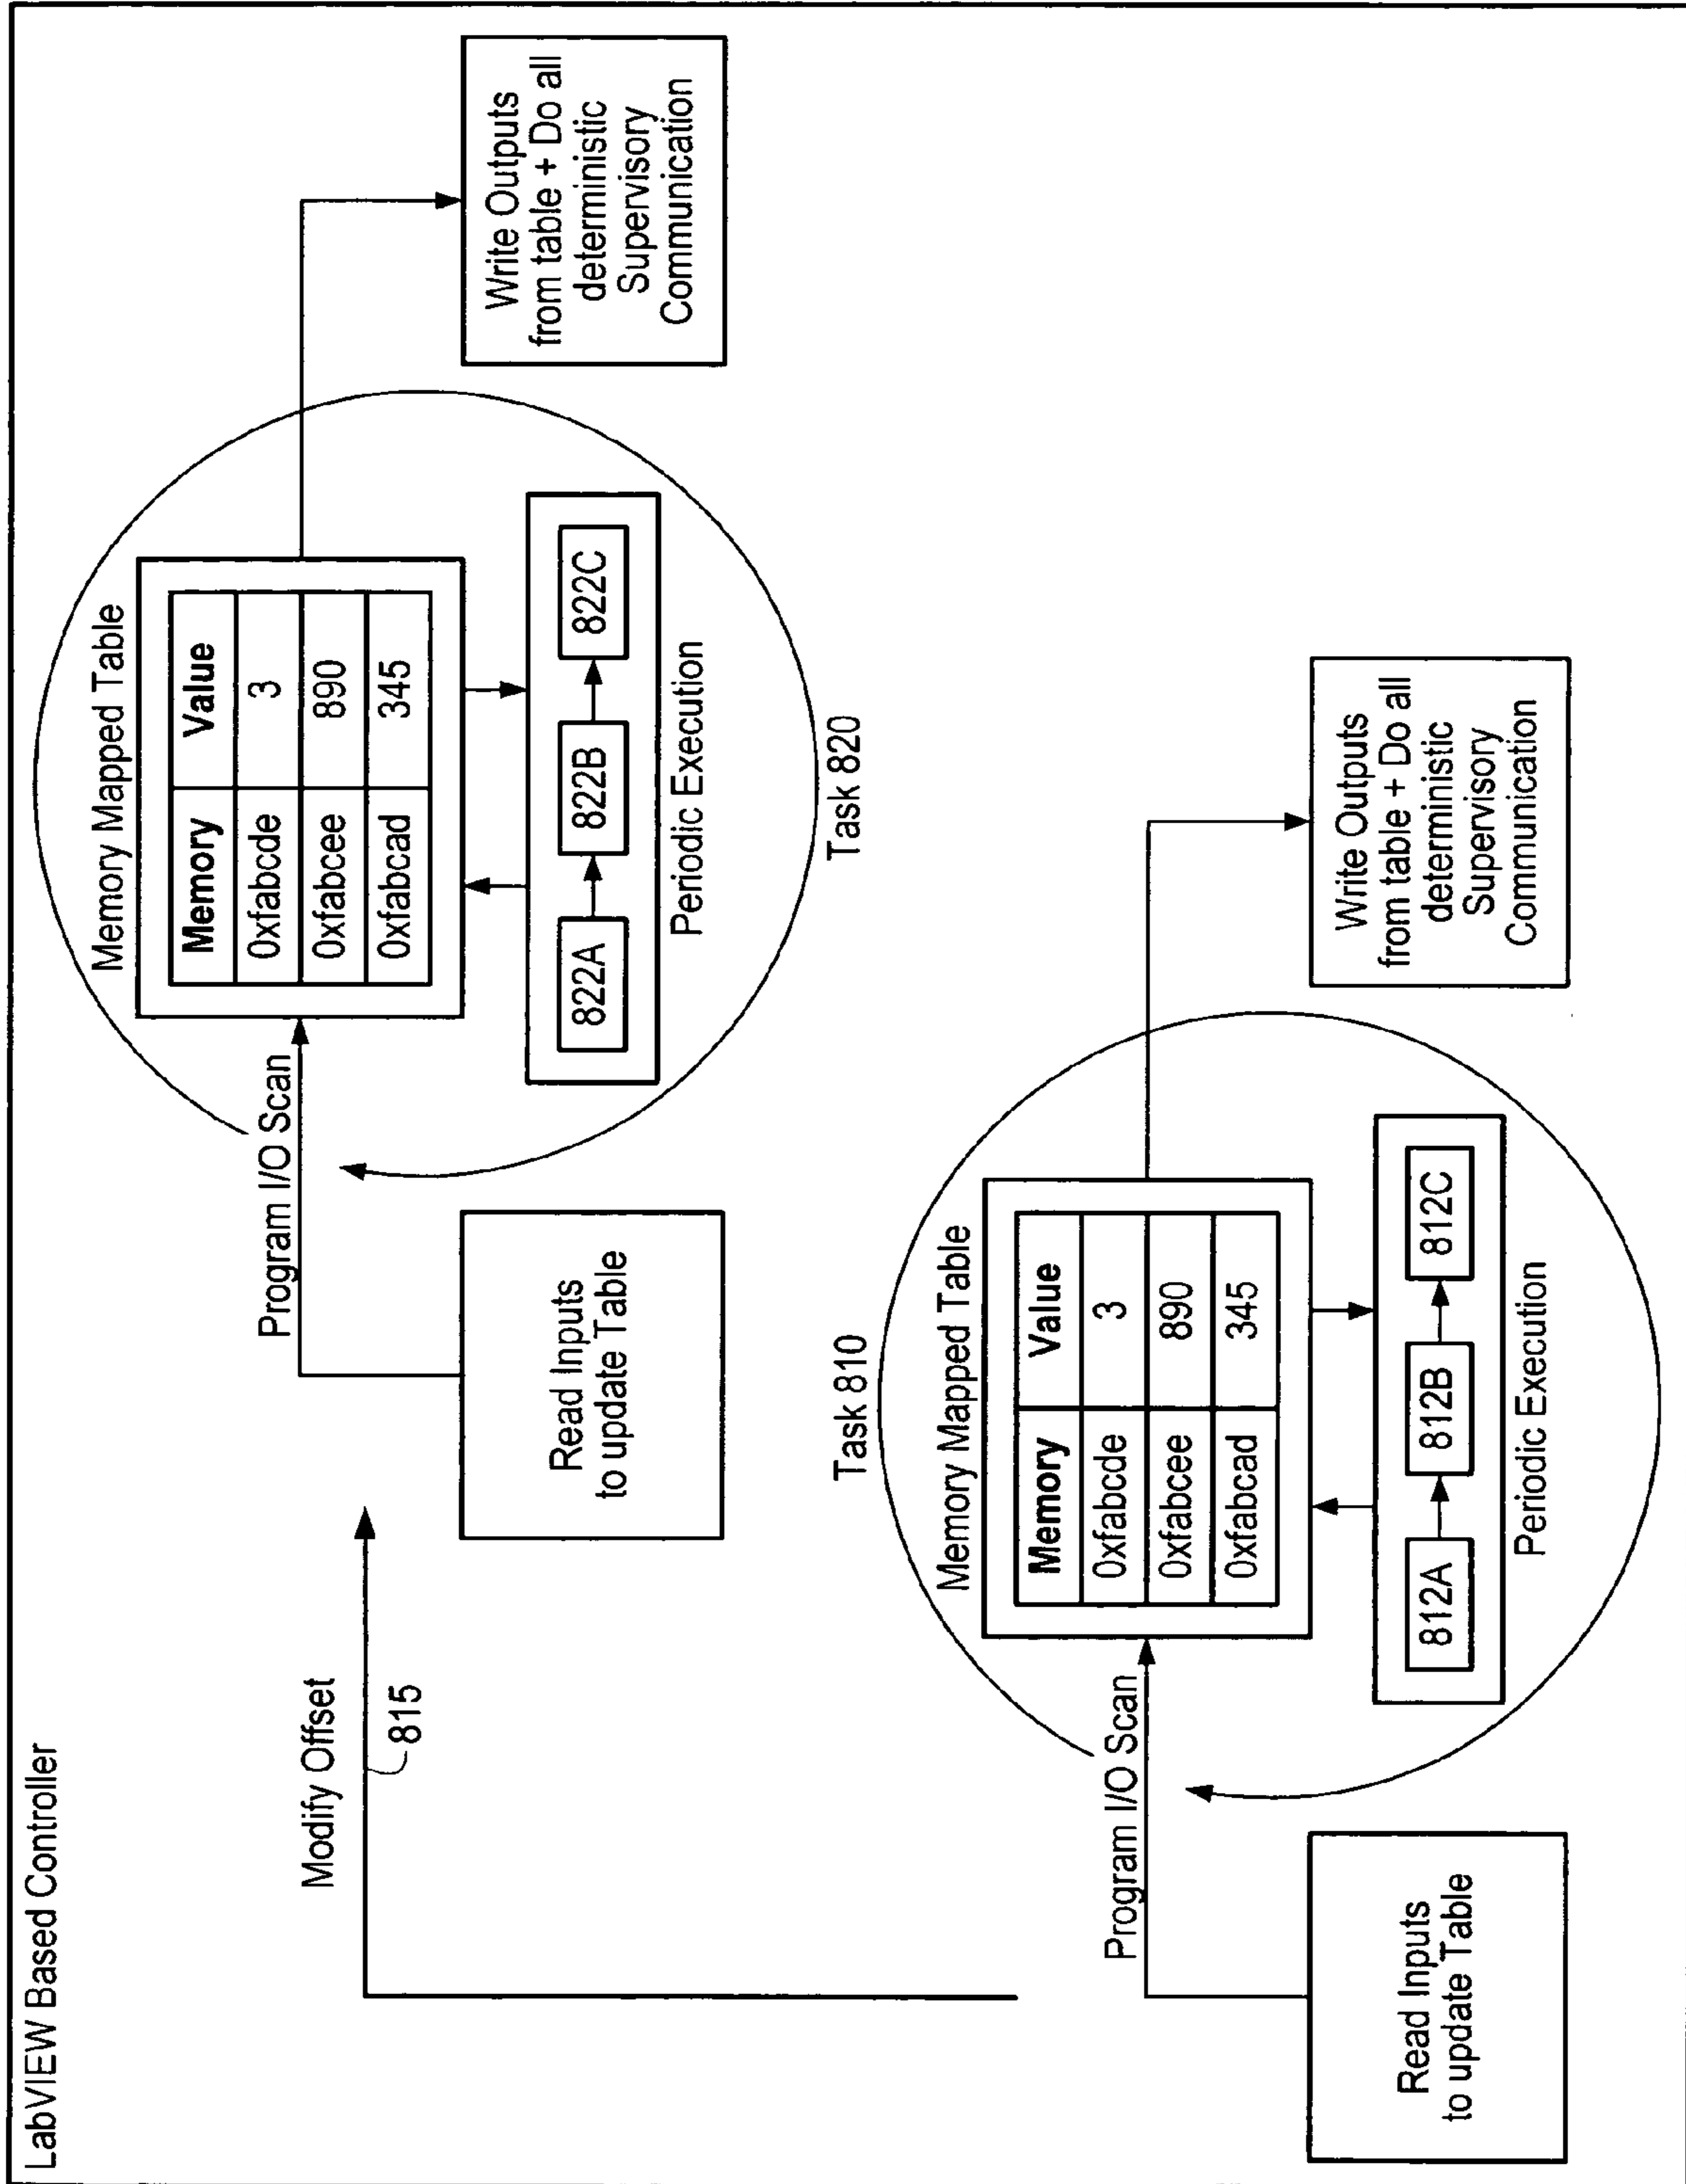 LabVIEW Based Controller
Modify Offset
815
Read Inputs
to update Table
Program I/O Scan
Memory Mapped Table
Memory Value
0xfabcde 3
0xfabcee 890
0xfabcad 345
822A 822B 822C
Periodic Execution
Task 820
Write Outputs
from table + Do all
deterministic
Supervisory
Communication
Read Inputs
to update Table
Program I/O Scan
Task 810
Memory Mapped Table
Memory Value
0xfabcde 3
0xfabcee 890
0xfabcad 345
812A 812B 812C
Periodic Execution
Write Outputs
from table + Do all
deterministic
Supervisory
Communication